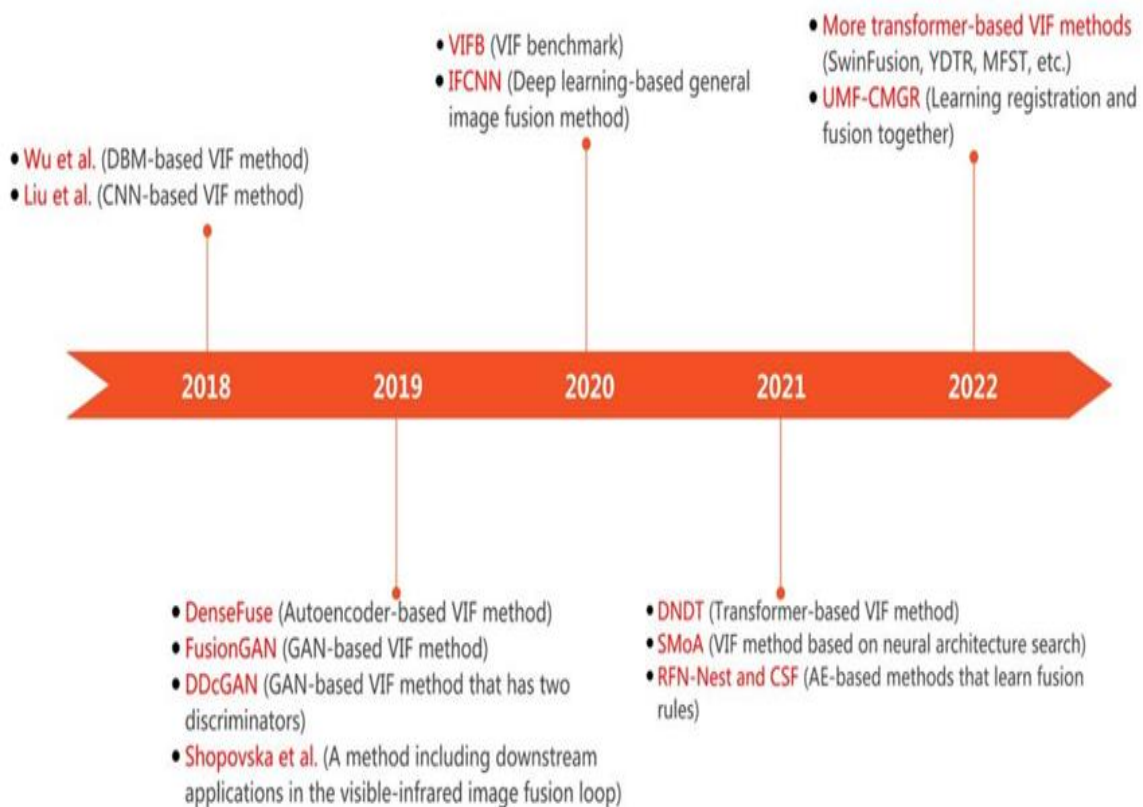 • Wu et al. (DBM-based VIF method)
• Liu et al. (CNN-based VIF method)
• VIFB (VIF benchmark)
• IFCNN (Deep learning-based general
image fusion method)
• More transformer-based VIF methods
(SwinFusion, YDTR, MFST, etc.)
• UMF-CMGR (Learning registration and
fusion together)
2018 2019 2020 2021 2022
• DenseFuse (Autoencoder-based VIF method)
• FusionGAN (GAN-based VIF method)
• DDcGAN (GAN-based VIF method that has two
discriminators)
• Shopovska et al. (A method including downstream
applications in the visible-infrared image fusion loop)
• DNDT (Transformer-based VIF method)
• SMoA (VIF method based on neural architecture search)
• RFN-Nest and CSF (AE-based methods that learn fusion
rules)